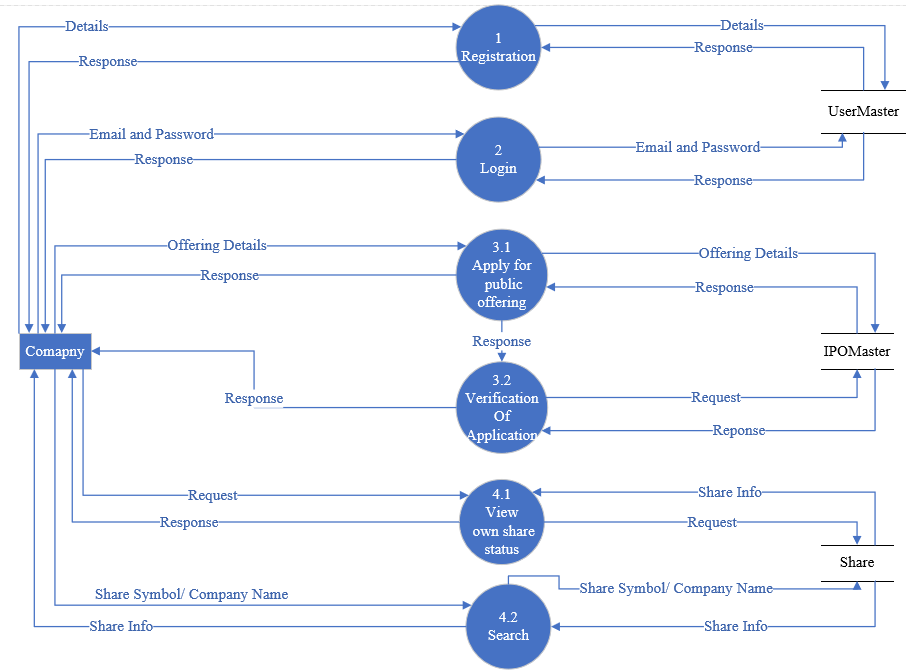 Details
1
Registration
Details
Response
Response
UserMaster
Email and Password
2
Login
Email and Password
Response
Response
Offering Details
3.1
Apply for
public
offering
Offering Details
Response
Response
Response
Comapny
IPOMaster
3.2
Verification
Of
Application
Response
Request
Reponse
Request
4.1
View
own share
status
Share Info
Response
Request
Share
Share Symbol/ Company Name
Share Symbol/ Company Name
4.2
Search
Share Info
Share Info